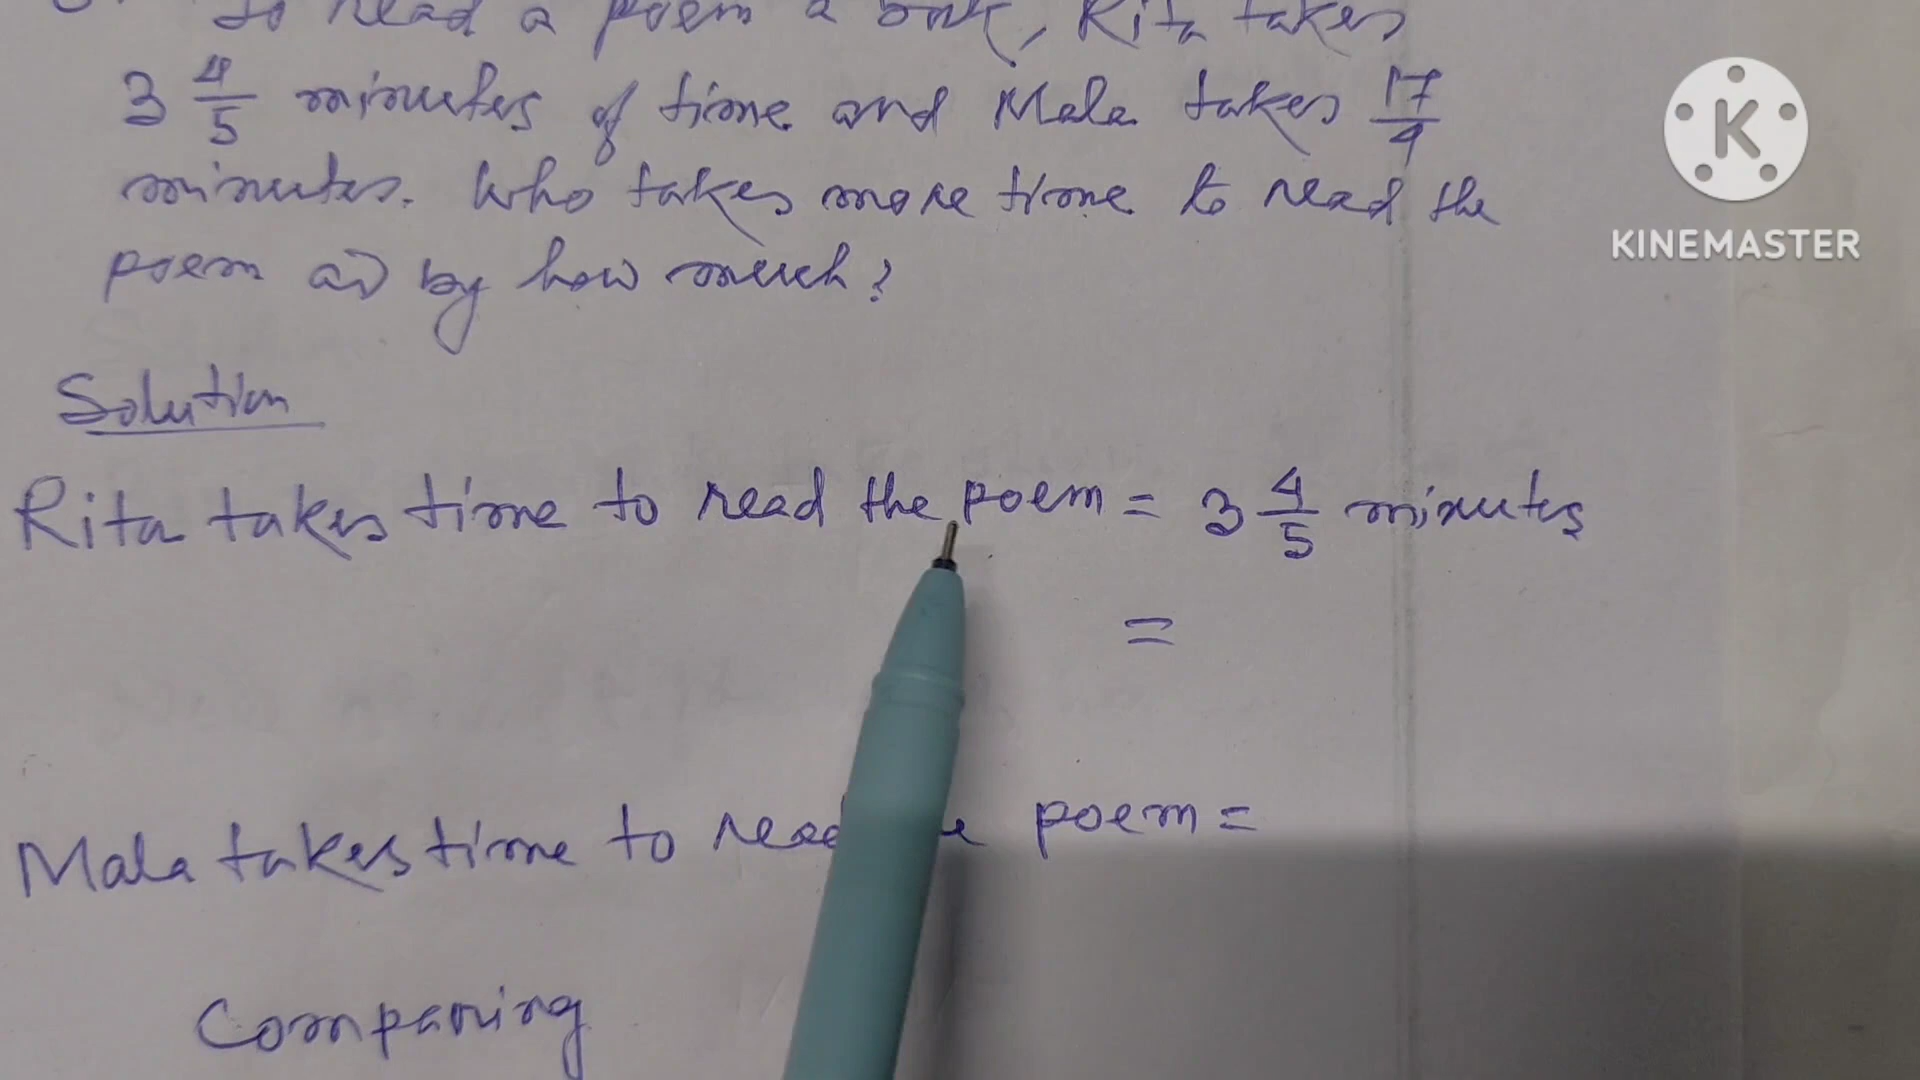 To read a poem a book, Rita takes
3 4/5 minutes of time and Mala takes 17/4
minutes. Who takes more time to read the
poem ad by how much?
Solution
Rita takes time to read the poem = 3 4/5 minutes
=
Mala takes time to read poem =
Comparing
K
KINEMASTER